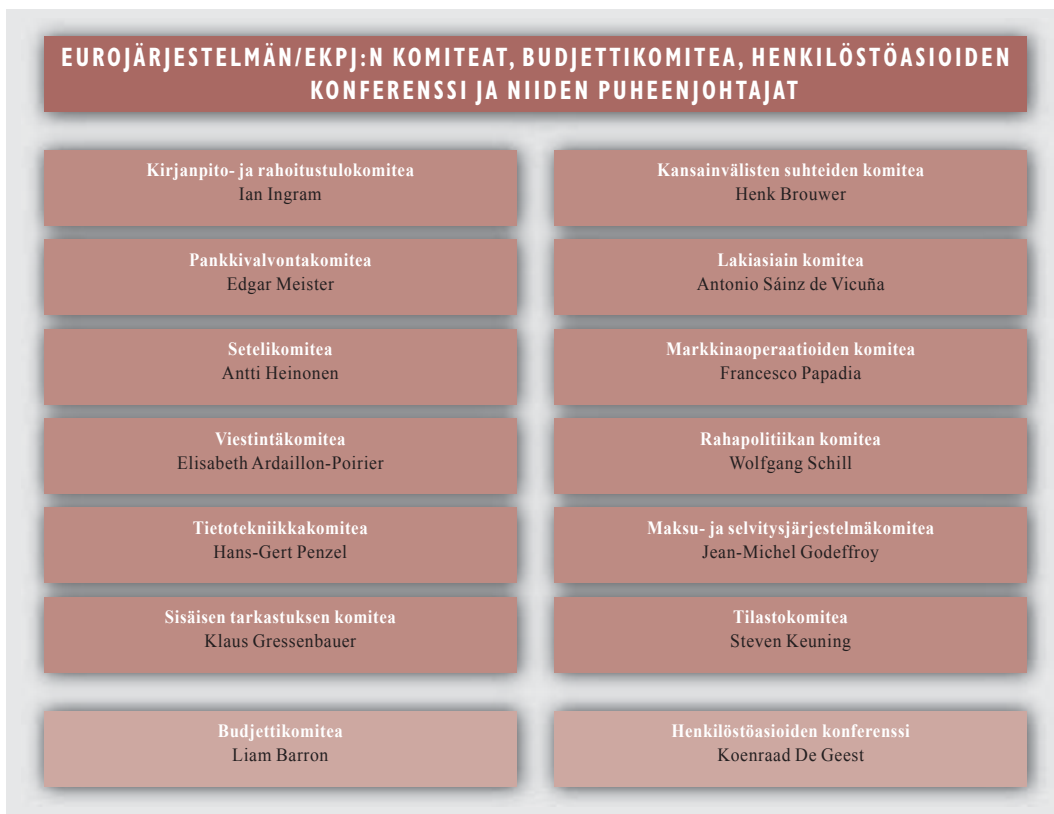 EUROJÄRJESTELMÄN/EKPJ:N KOMITEAT, BUDJETTIKOMITEA, HENKILÖSTÖASIOIDEN
KONFERENSSI JA NIIDEN PUHEENJOHTAJAT
Kirjanpito- ja rahoitustulokomitea
Ian Ingram
Pankkivalvontakomitea
Edgar Meister
Setelikomitea
Antti Heinonen
Viestintäkomitea
Elisabeth Ardaillon-Poirier
Tietotekniikkakomitea
Hans-Gert Penzel
Sisäisen tarkastuksen komitea
Klaus Gressenbauer
Budjettikomitea
Liam Barron
Kansainvälisten suhteiden komitea
Henk Brouwer
Lakiasiain komitea
Antonio Sáinz de Vicuña
Markkinaoperaatioiden komitea
Francesco Papadia
Rahapolitiikan komitea
Wolfgang Schill
Maksu- ja selvitysjärjestelmäkomitea
Jean-Michel Godeffroy
Tilastokomitea
Steven Keuning
Henkilöstöasioiden konferenssi
Koenraad De Geest